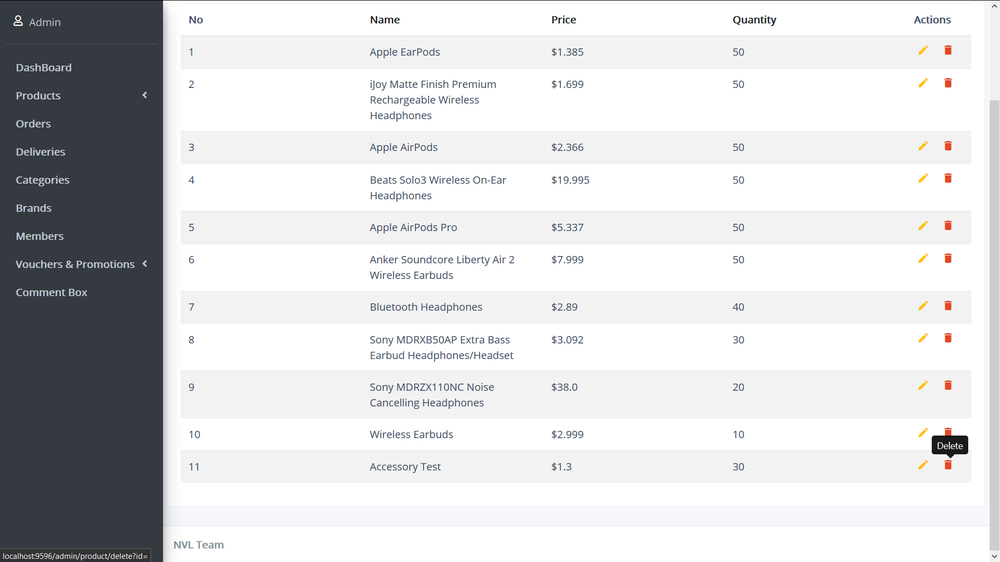 Admin
DashBoard
Products
Orders
Deliveries
Categories
Brands
Members
Vouchers & Promotions
Comment Box
No Name Price Quantity Actions
1 Apple EarPods $1.385 50
2 iJoy Matte Finish Premium $1.699 50
Rechargeable Wireless
Headphones
3 Apple AirPods $2.366 50
4 Beats Solo3 Wireless On-Ear $19.995 50
Headphones
5 Apple AirPods Pro $5.337 50
6 Anker Soundcore Liberty Air 2 $7.999 50
Wireless Earbuds
7 Bluetooth Headphones $2.89 40
8 Sony MDRXB50AP Extra Bass $3.092 30
Earbud Headphones/Headset
9 Sony MDRZX110NC Noise $38.0 20
Cancelling Headphones
10 Wireless Earbuds $2.999 10
Delete
11 Accessory Test $1.3 30
NVL Team
localhost:9596/admin/product/delete?id=